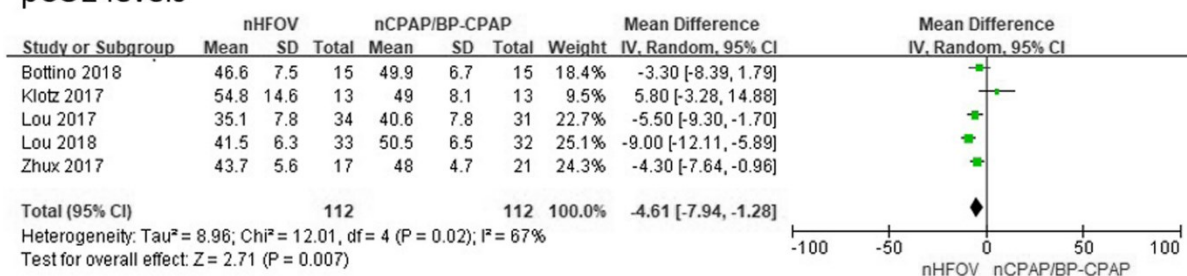 pCO2 levels
nHFOV nCPAP/BP-CPAP Mean Difference Mean Difference
Study or Subgroup Mean SD Total Mean SD Total Weight IV, Random, 95% CI IV, Random, 95% CI
Bottino 2018 46.6 7.5 15 49.9 6.7 15 18.4% -3.30 [-8.39, 1.79]
Klotz 2017 54.8 14.6 13 49 8.1 13 9.5% 5.80 [-3.28, 14.88]
Lou 2017 35.1 7.8 34 40.6 7.8 31 22.7% -5.50 [-9.30, -1.70]
Lou 2018 41.5 6.3 33 50.5 6.5 32 25.1% -9.00 [-12.11, -5.89]
Zhux 2017 43.7 5.6 17 48 4.7 21 24.3% -4.30 [-7.64, -0.96]
Total (95% CI) 112 112 100.0% -4.61 [-7.94, -1.28]
Heterogeneity: Tau² = 8.96; Chi² = 12.01, df = 4 (P = 0.02); I² = 67%
Test for overall effect: Z = 2.71 (P = 0.007)
-100 -50 0 50 100
nHFOV nCPAP/BP-CPAP